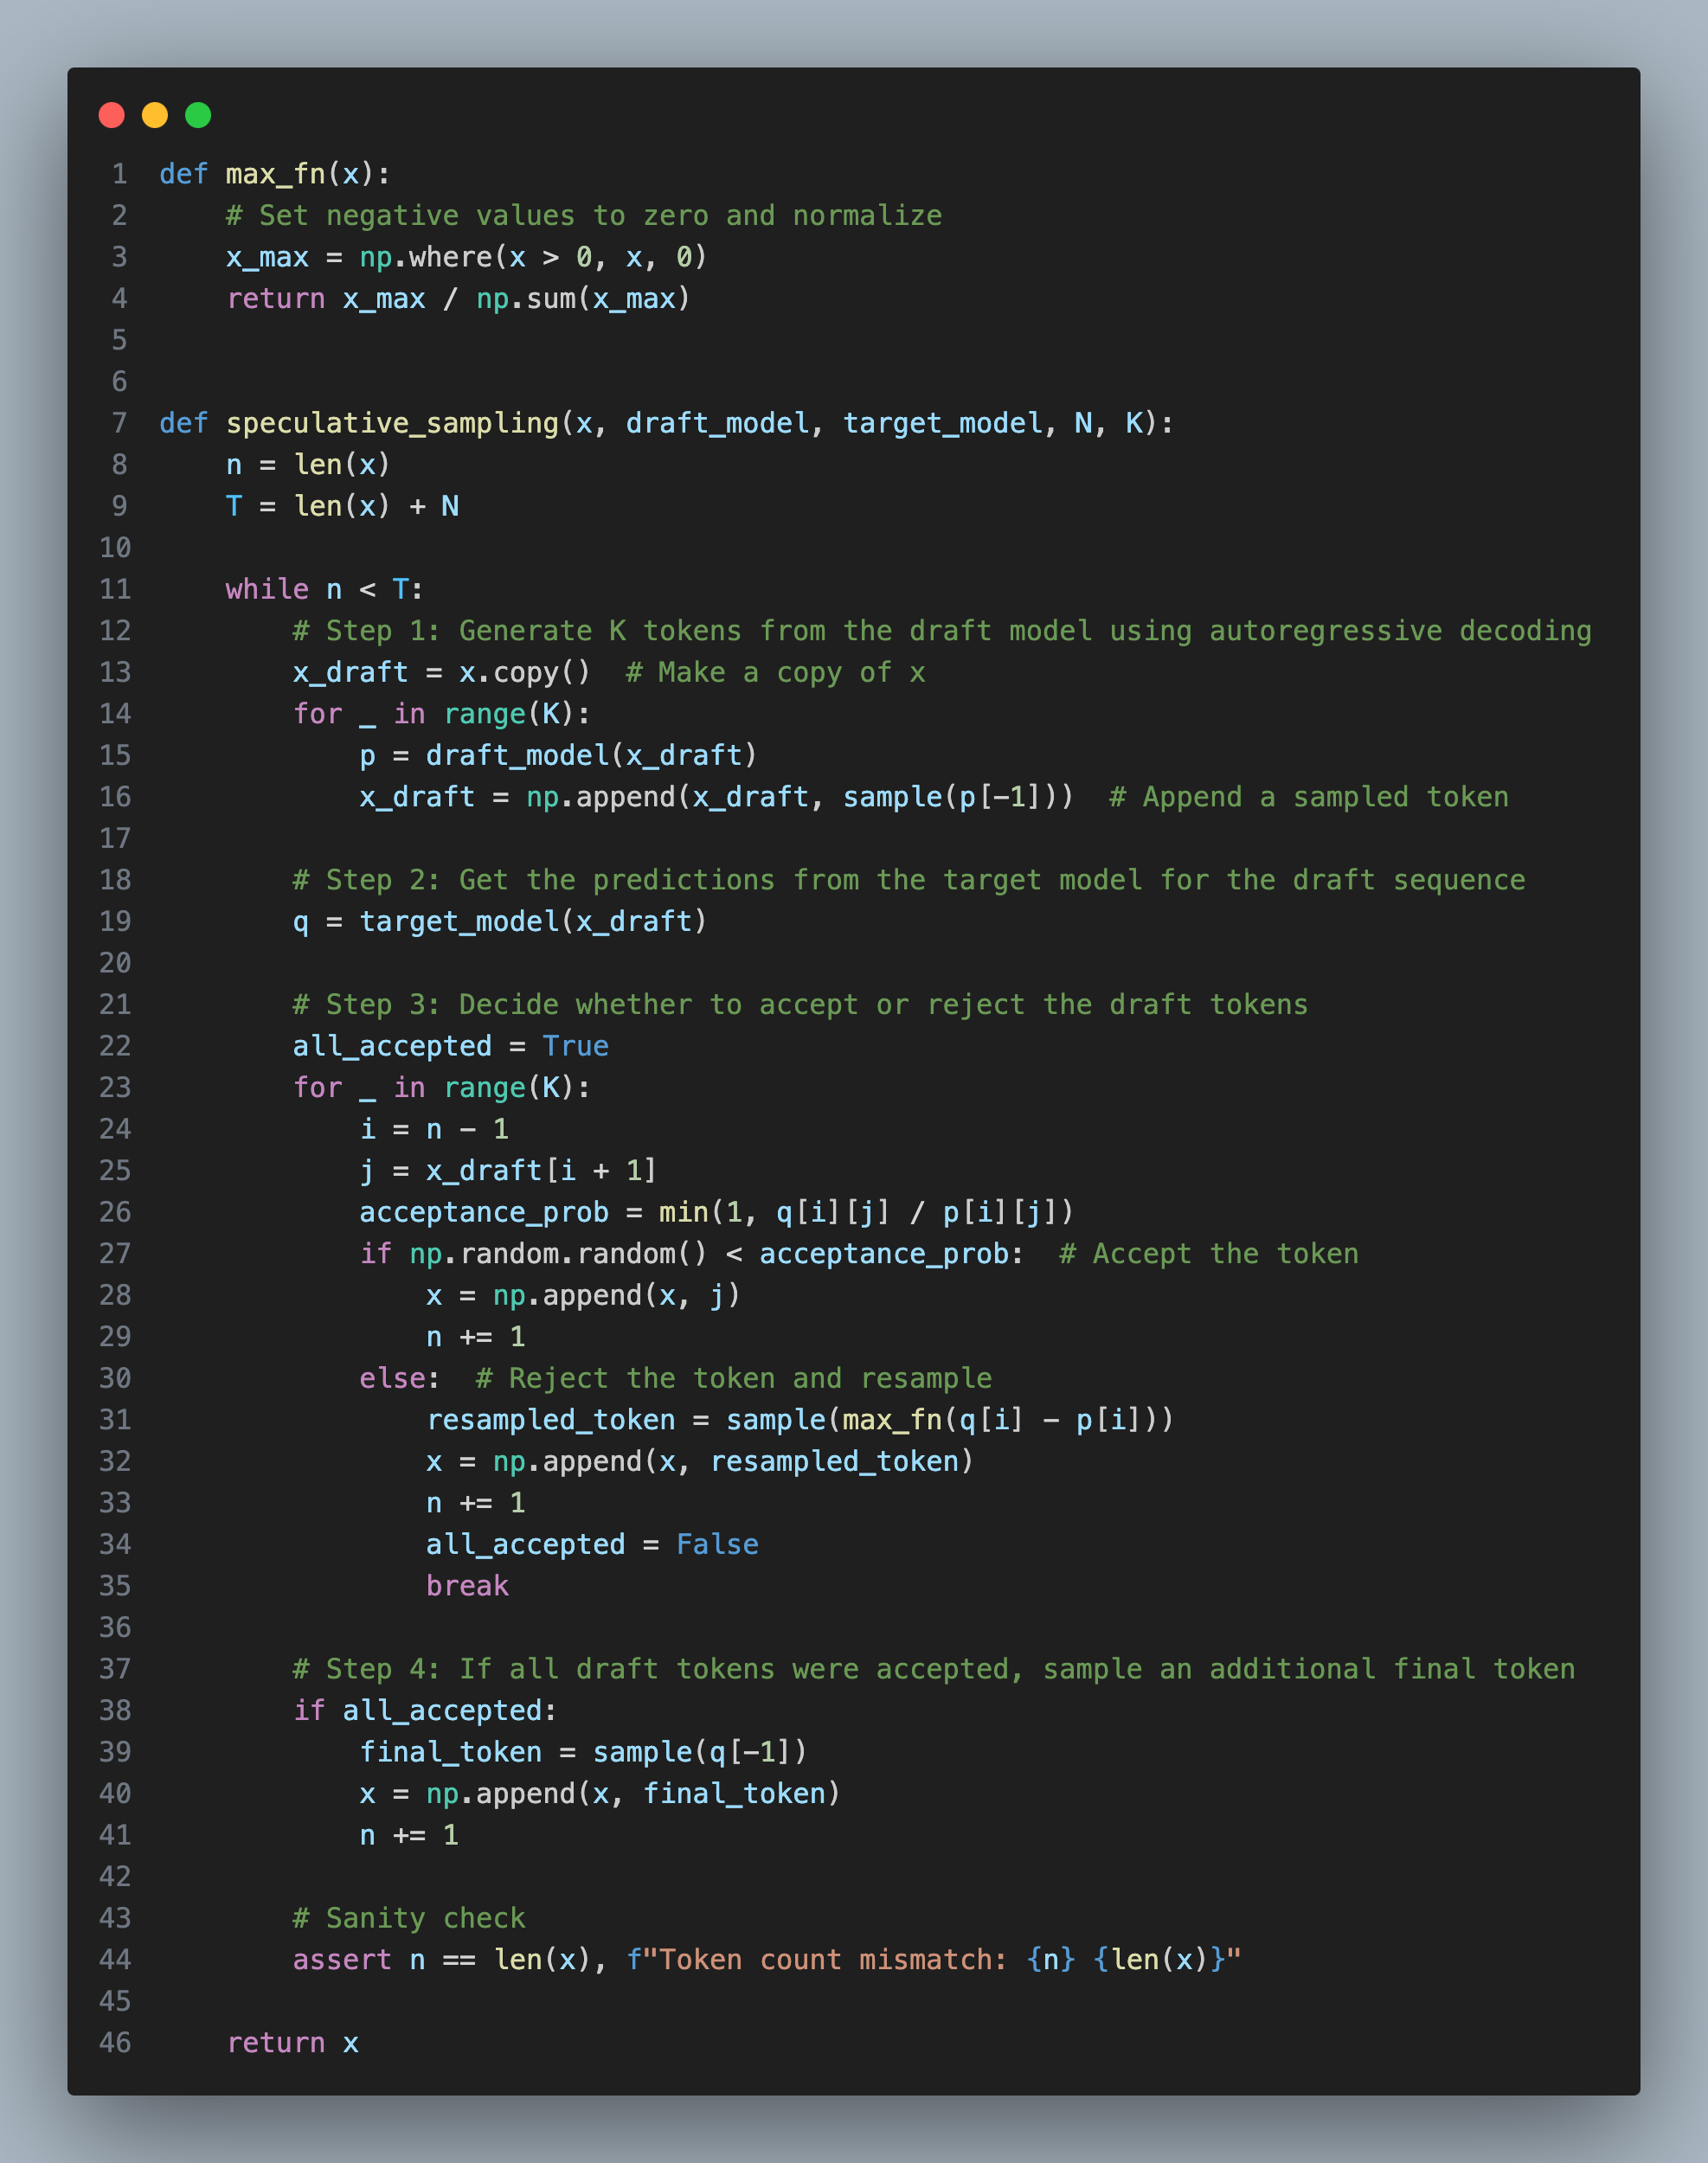 1 def max_fn(x):
2     # Set negative values to zero and normalize
3     x_max = np.where(x > 0, x, 0)
4     return x_max / np.sum(x_max)
5
6
7 def speculative_sampling(x, draft_model, target_model, N, K):
8     n = len(x)
9     T = len(x) + N
10
11     while n < T:
12         # Step 1: Generate K tokens from the draft model using autoregressive decoding
13         x_draft = x.copy()  # Make a copy of x
14         for _ in range(K):
15             p = draft_model(x_draft)
16             x_draft = np.append(x_draft, sample(p[-1]))  # Append a sampled token
17
18         # Step 2: Get the predictions from the target model for the draft sequence
19         q = target_model(x_draft)
20
21         # Step 3: Decide whether to accept or reject the draft tokens
22         all_accepted = True
23         for _ in range(K):
24             i = n - 1
25             j = x_draft[i + 1]
26             acceptance_prob = min(1, q[i][j] / p[i][j])
27             if np.random.random() < acceptance_prob:  # Accept the token
28                 x = np.append(x, j)
29                 n += 1
30             else:  # Reject the token and resample
31                 resampled_token = sample(max_fn(q[i] - p[i]))
32                 x = np.append(x, resampled_token)
33                 n += 1
34                 all_accepted = False
35                 break
36
37         # Step 4: If all draft tokens were accepted, sample an additional final token
38         if all_accepted:
39             final_token = sample(q[-1])
40             x = np.append(x, final_token)
41             n += 1
42
43         # Sanity check
44         assert n == len(x), f"Token count mismatch: {n} {len(x)}"
45
46     return x